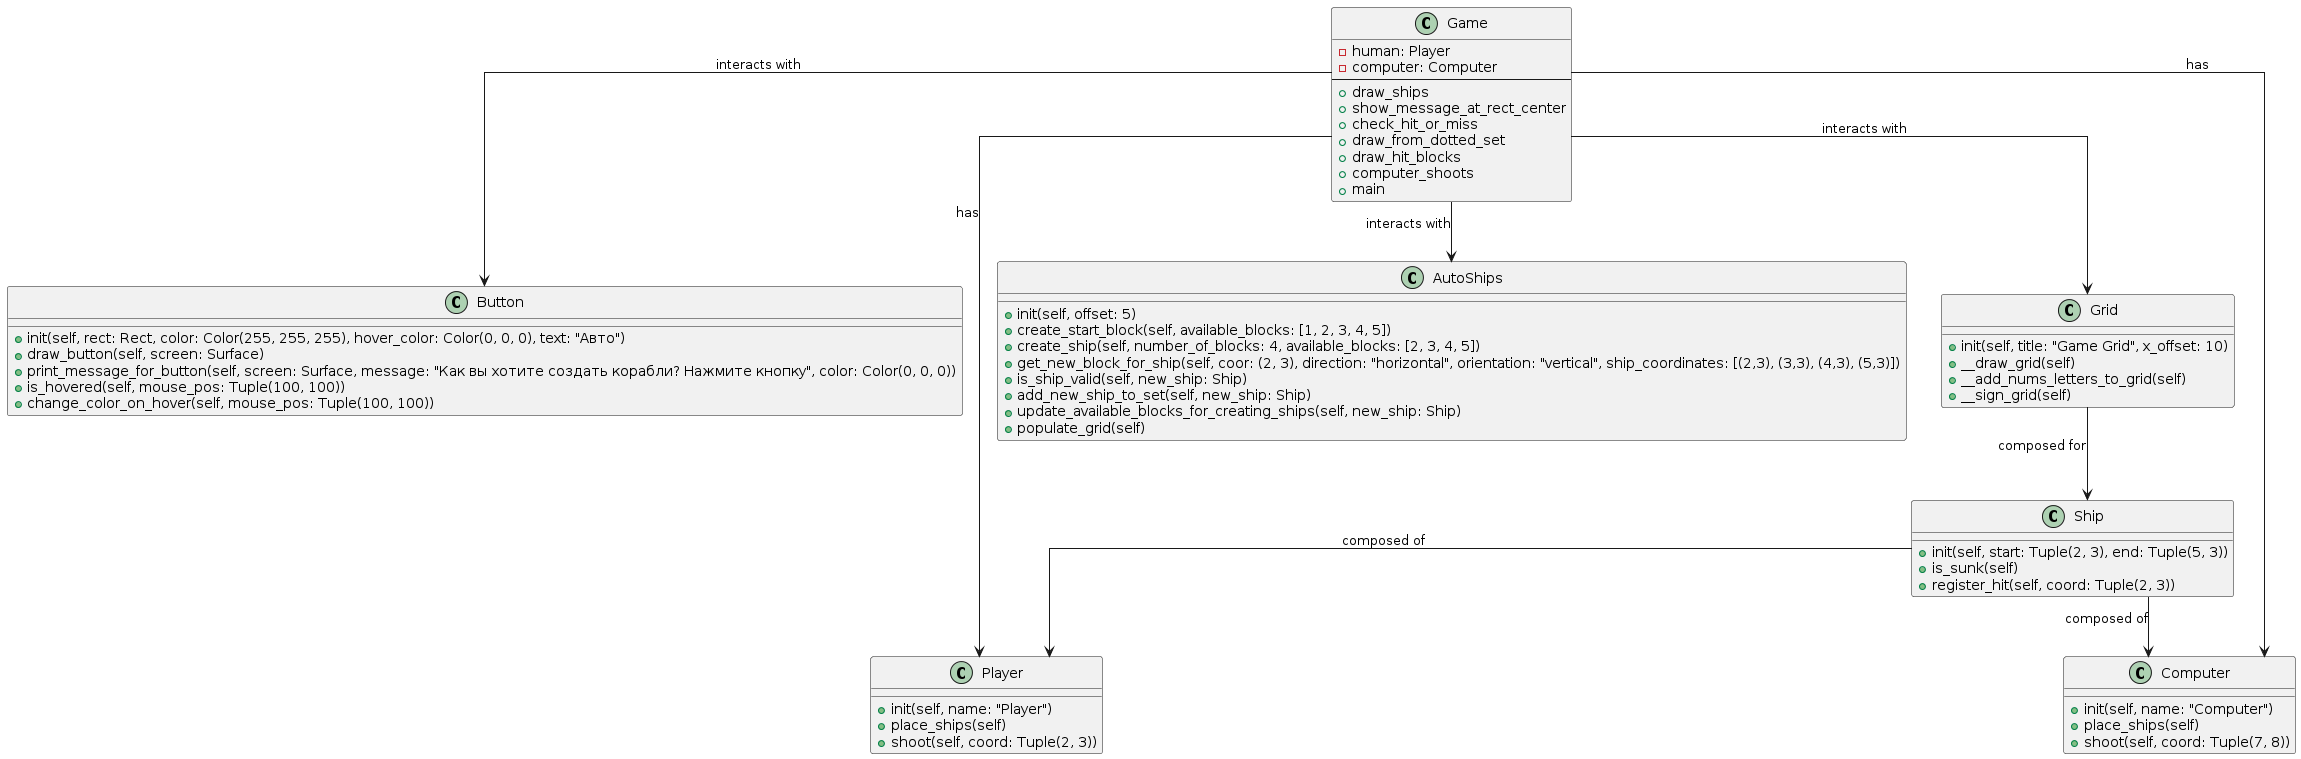 C Game
human: Player
computer: Computer
draw_ships
show_message_at_rect_center
check_hit_or_miss
draw_from_dotted_set
draw_hit_blocks
computer_shoots
main
interacts with
has
interacts with
has
interacts with
C Button
init(self, rect: Rect, color: Color(255, 255, 255), hover_color: Color(0, 0, 0), text: "Авто")
draw_button(self, screen: Surface)
print_message_for_button(self, screen: Surface, message: "Как вы хотите создать корабли? Нажмите кнопку", color: Color(0, 0, 0))
is_hovered(self, mouse_pos: Tuple(100, 100))
change_color_on_hover(self, mouse_pos: Tuple(100, 100))
C AutoShips
init(self, offset: 5)
create_start_block(self, available_blocks: [1, 2, 3, 4, 5])
create_ship(self, number_of_blocks: 4, available_blocks: [2, 3, 4, 5])
get_new_block_for_ship(self, coor: (2, 3), direction: "horizontal", orientation: "vertical", ship_coordinates: [(2,3), (3,3), (4,3), (5,3)])
is_ship_valid(self, new_ship: Ship)
add_new_ship_to_set(self, new_ship: Ship)
update_available_blocks_for_creating_ships(self, new_ship: Ship)
populate_grid(self)
C Grid
init(self, title: "Game Grid", x_offset: 10)
__draw_grid(self)
__add_nums_letters_to_grid(self)
__sign_grid(self)
composed for
C Ship
init(self, start: Tuple(2, 3), end: Tuple(5, 3))
is_sunk(self)
register_hit(self, coord: Tuple(2, 3))
composed of
composed of
C Player
init(self, name: "Player")
place_ships(self)
shoot(self, coord: Tuple(2, 3))
C Computer
init(self, name: "Computer")
place_ships(self)
shoot(self, coord: Tuple(7, 8))